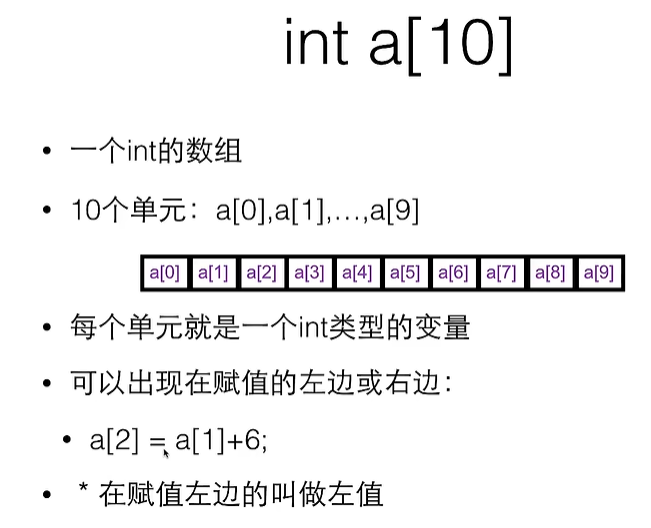 int a[10]
• 一个int的数组
• 10个单元：a[0],a[1],…,a[9]
a[0] a[1] a[2] a[3] a[4] a[5] a[6] a[7] a[8] a[9]
• 每个单元就是一个int类型的变量
• 可以出现在赋值的左边或右边：
• a[2] = a[1]+6;
• * 在赋值左边的叫做左值